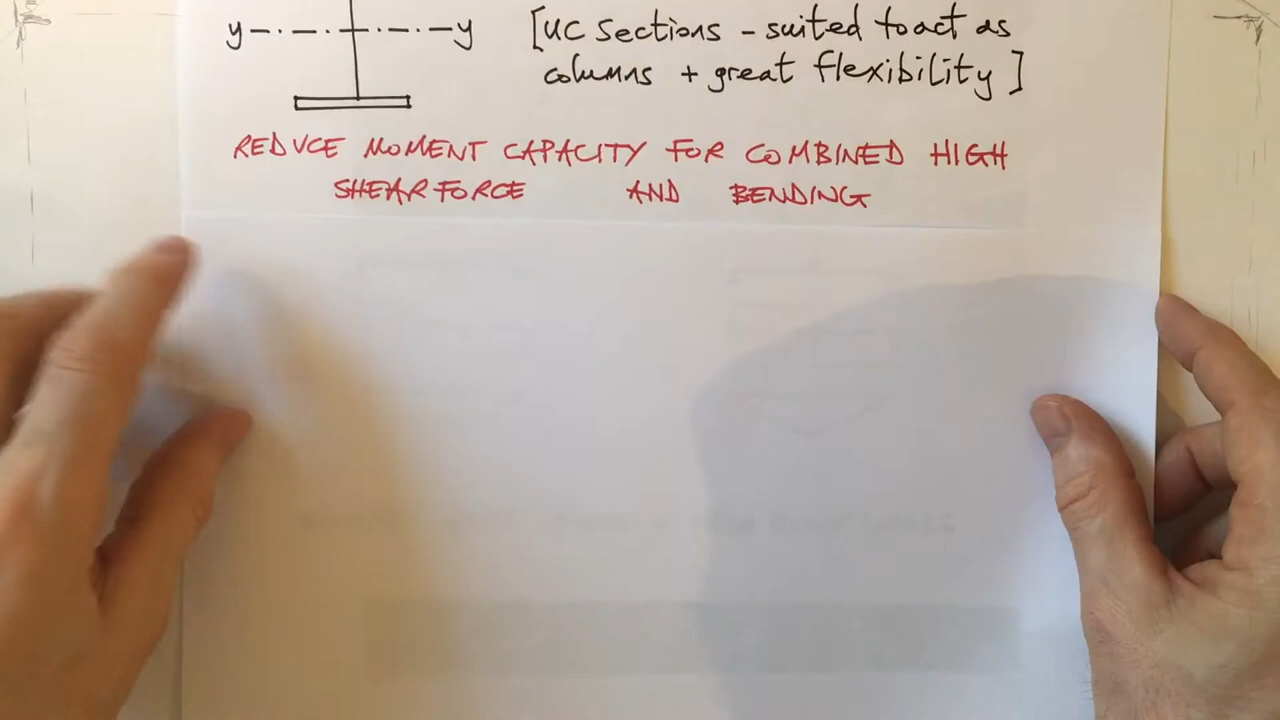 y y [UC Sections - suited to act as
columns + great flexibility ]
REDUCE MOMENT CAPACITY FOR COMBINED HIGH
SHEAR FORCE AND BENDING